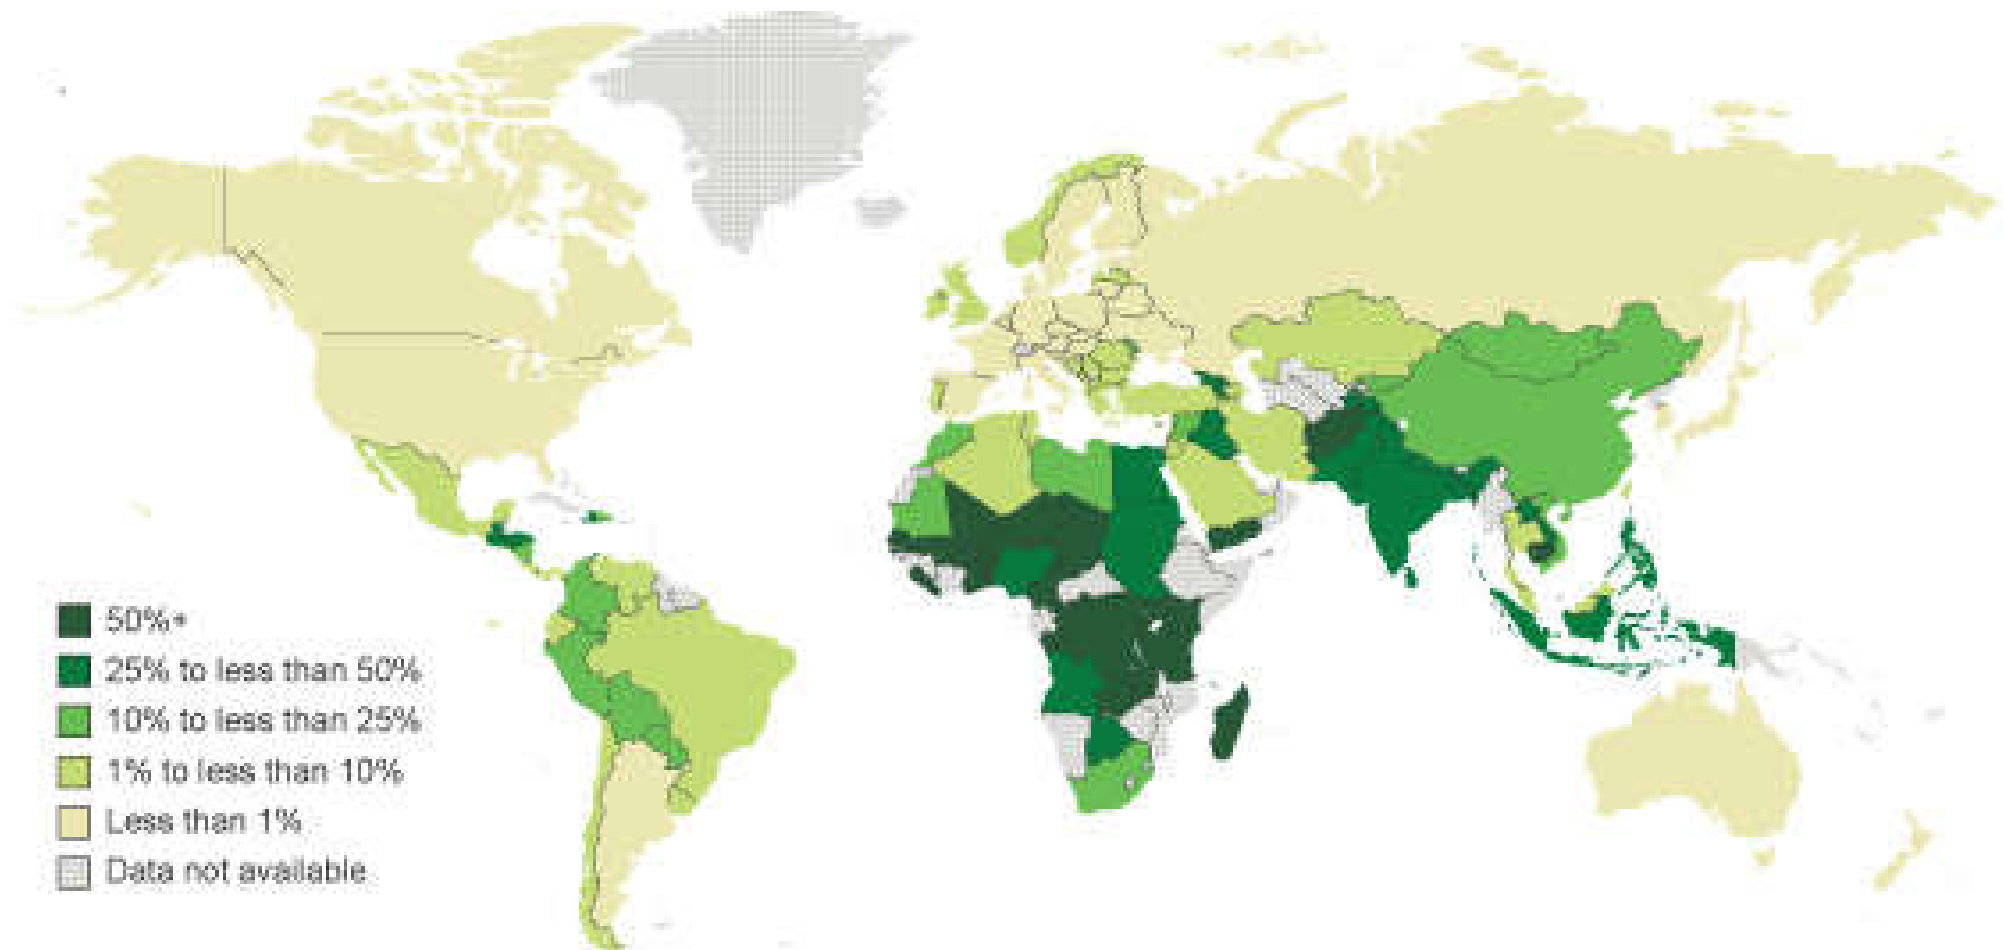 50%+
25% to less than 50%
10% to less than 25%
1% to less than 10%
Less than 1%
Data not available